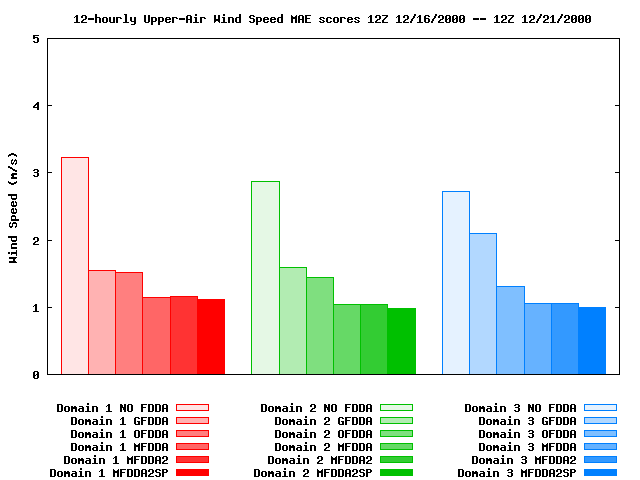 12-hourly Upper-Air Wind Speed MAE scores 12Z 12/16/2000 -- 12Z 12/21/2000
Wind Speed (m/s)
5
4
3
2
1
0
Domain 1 NO FDDA
Domain 1 GFDDA
Domain 1 OFDDA
Domain 1 MFDDA
Domain 1 MFDDA2
Domain 1 MFDDA2SP
Domain 2 NO FDDA
Domain 2 GFDDA
Domain 2 OFDDA
Domain 2 MFDDA
Domain 2 MFDDA2
Domain 2 MFDDA2SP
Domain 3 NO FDDA
Domain 3 GFDDA
Domain 3 OFDDA
Domain 3 MFDDA
Domain 3 MFDDA2
Domain 3 MFDDA2SP